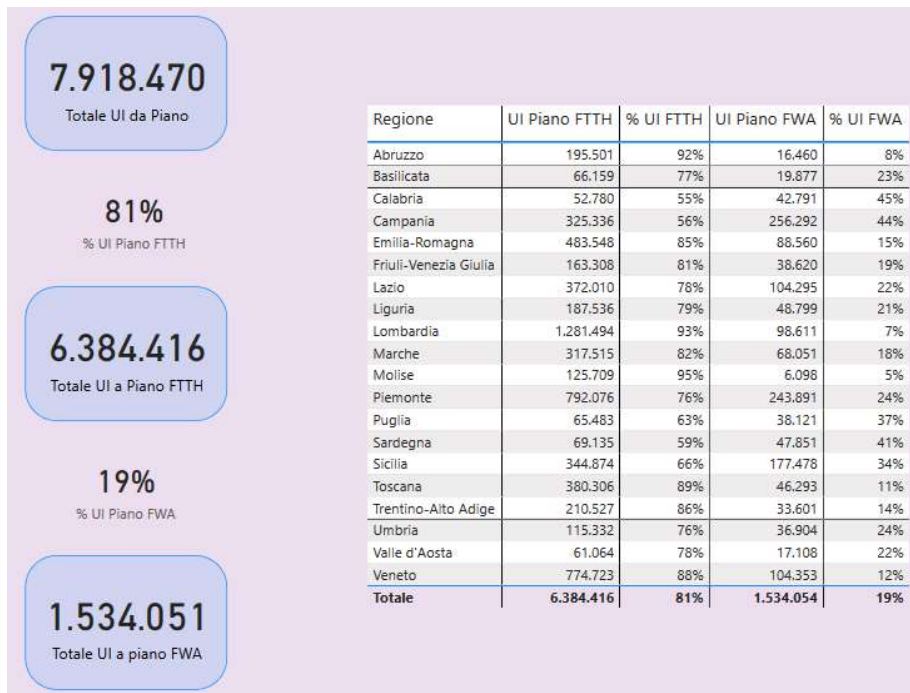 7.918.470
Totale UI da Piano
81%
% UI Piano FTTH
6.384.416
Totale UI a Piano FTTH
19%
% UI Piano FWA
1.534.051
Totale UI a piano FWA
Regione UI Piano FTTH % UI FTTH UI Piano FWA % UI FWA
Abruzzo 195.501 92% 16.460 8%
Basilicata 66.159 77% 19.877 23%
Calabria 52.780 55% 42.791 45%
Campania 325.336 56% 256.292 44%
Emilia-Romagna 483.548 85% 88.560 15%
Friuli-Venezia Giulia 163.308 81% 38.620 19%
Lazio 372.010 78% 104.295 22%
Liguria 187.536 79% 48.799 21%
Lombardia 1.281.494 93% 98.611 7%
Marche 317.515 82% 68.051 18%
Molise 125.709 95% 6.098 5%
Piemonte 792.076 76% 243.891 24%
Puglia 65.483 63% 38.121 37%
Sardegna 69.135 59% 47.851 41%
Sicilia 344.874 66% 177.478 34%
Toscana 380.306 89% 46.293 11%
Trentino-Alto Adige 210.527 86% 33.601 14%
Umbria 115.332 76% 36.904 24%
Valle d'Aosta 61.064 78% 17.108 22%
Veneto 774.723 88% 104.353 12%
Totale 6.384.416 81% 1.534.054 19%